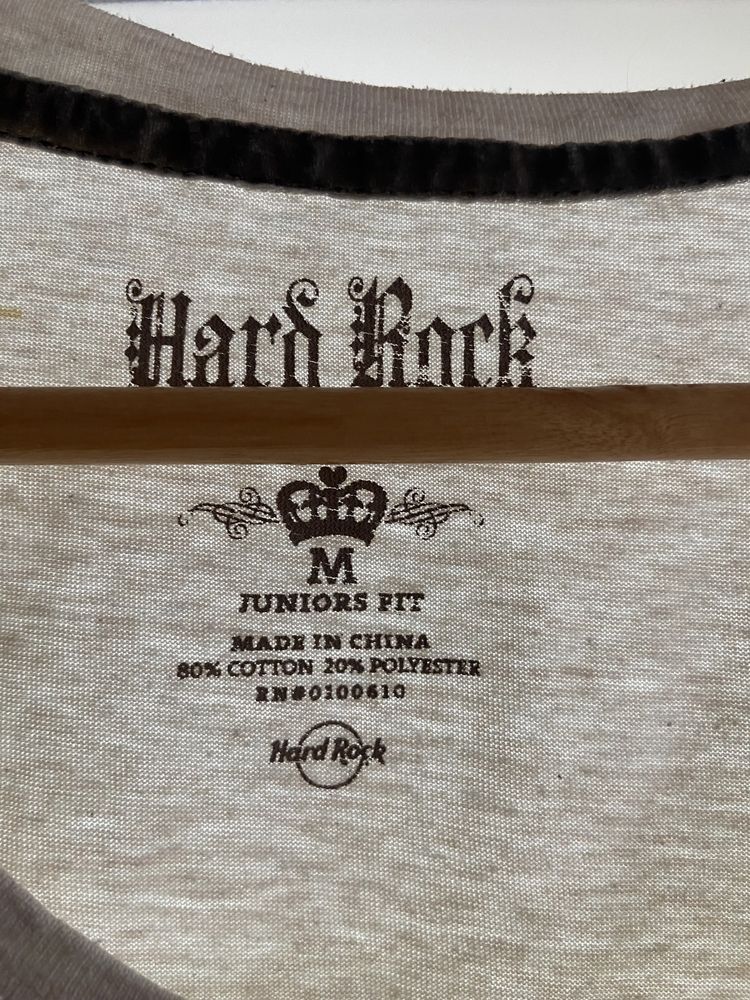 Hard Rock
M
JUNIORS FIT
MADE IN CHINA
80% COTTON 20% POLYESTER
RN#0100610
Hard Rock